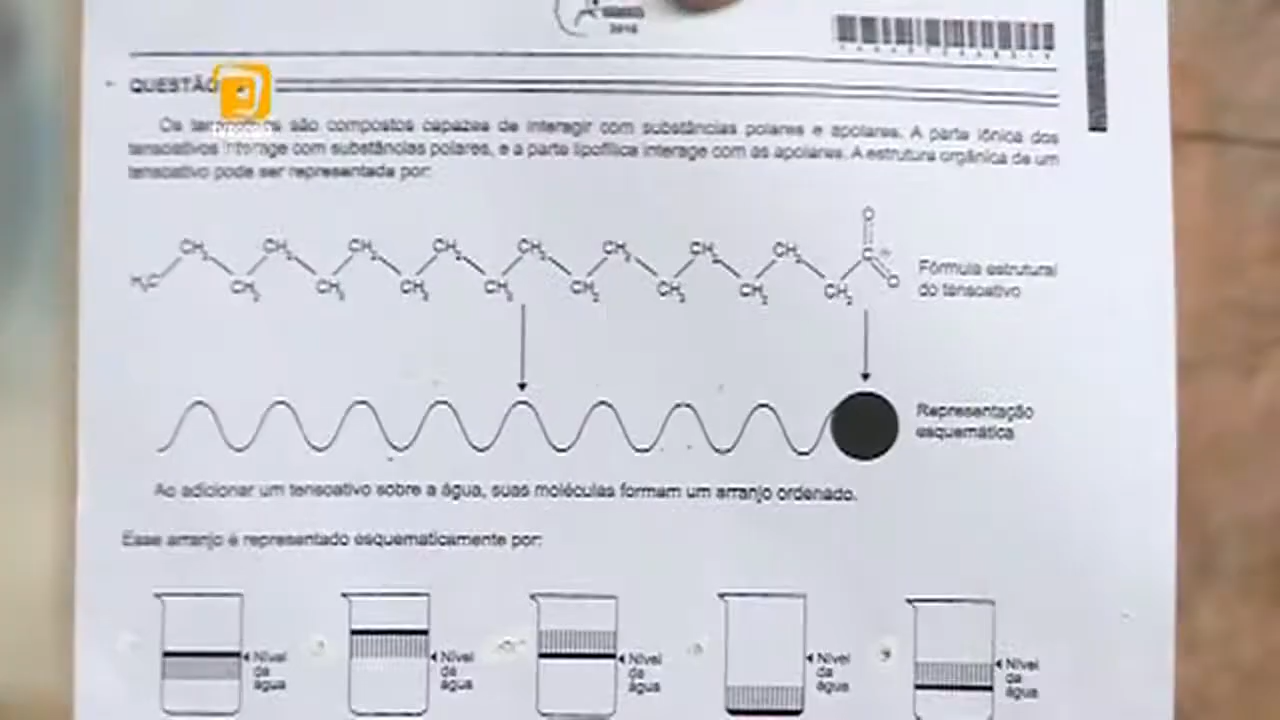 2016
QUESTÃO
Os são compostos capazes de interagir com substâncias polares e apolares. A parte iônica dos
tensoativos interage com substâncias polares, e a parte lipofílica interage com as apolares. A estrutura orgânica de um
tensoativo pode ser representada por:
O
CH₂ CH₂ CH₂ CH₂ CH₂ CH₂ CH₂ CH₂ C
H₃C CH₂ CH₂ CH₂ CH₂ CH₂ CH₂ CH₂ CH₂ O
Fórmula estrutural
do tensoativo
Representação
esquemática
Ao adicionar um tensoativo sobre a água, suas moléculas formam um arranjo ordenado.
Esse arranjo é representado esquematicamente por:
Nível da água
Nível da água
Nível da água
Nível da água
Nível da água